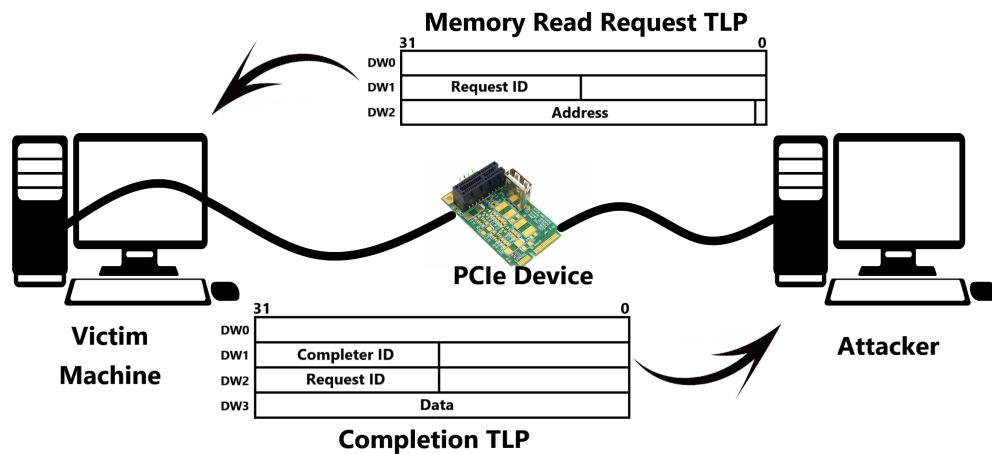 Memory Read Request TLP
31 0
DW0
DW1 Request ID
DW2 Address
PCIe Device
Victim
Machine
Attacker
31 0
DW0
DW1 Completer ID
DW2 Request ID
DW3 Data
Completion TLP